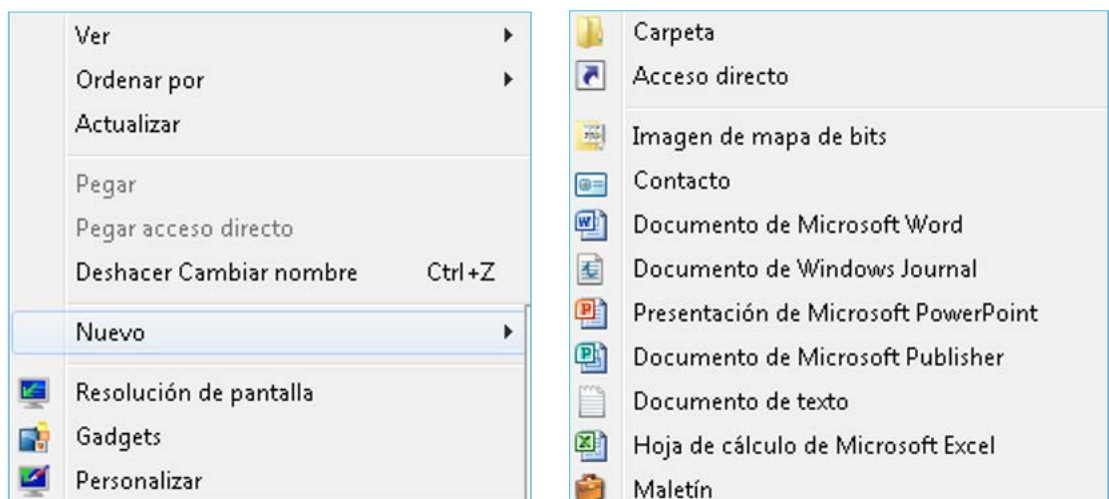 Ver
Ordenar por
Actualizar
Pegar
Pegar acceso directo
Deshacer Cambiar nombre Ctrl+Z
Nuevo
Resolución de pantalla
Gadgets
Personalizar
Carpeta
Acceso directo
Imagen de mapa de bits
Contacto
Documento de Microsoft Word
Documento de Windows Journal
Presentación de Microsoft PowerPoint
Documento de Microsoft Publisher
Documento de texto
Hoja de cálculo de Microsoft Excel
Maletín